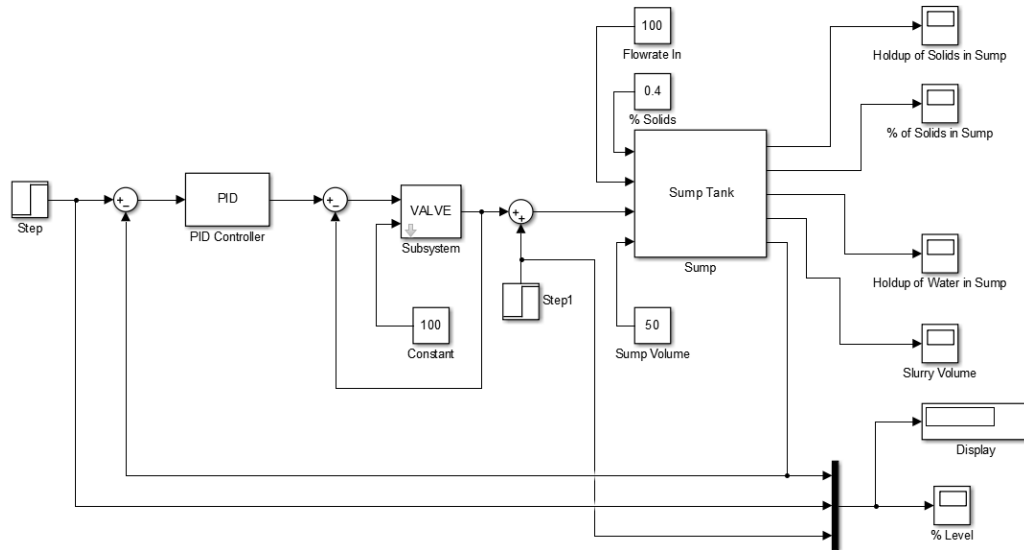 100
Flowrate In
Holdup of Solids in Sump
0.4
% Solids
% of Solids in Sump
Sump Tank
Sump
Step
+
−
PID
PID Controller
+
−
VALVE
Subsystem
+
+
Step1
100
Constant
50
Sump Volume
Holdup of Water in Sump
Slurry Volume
Display
% Level